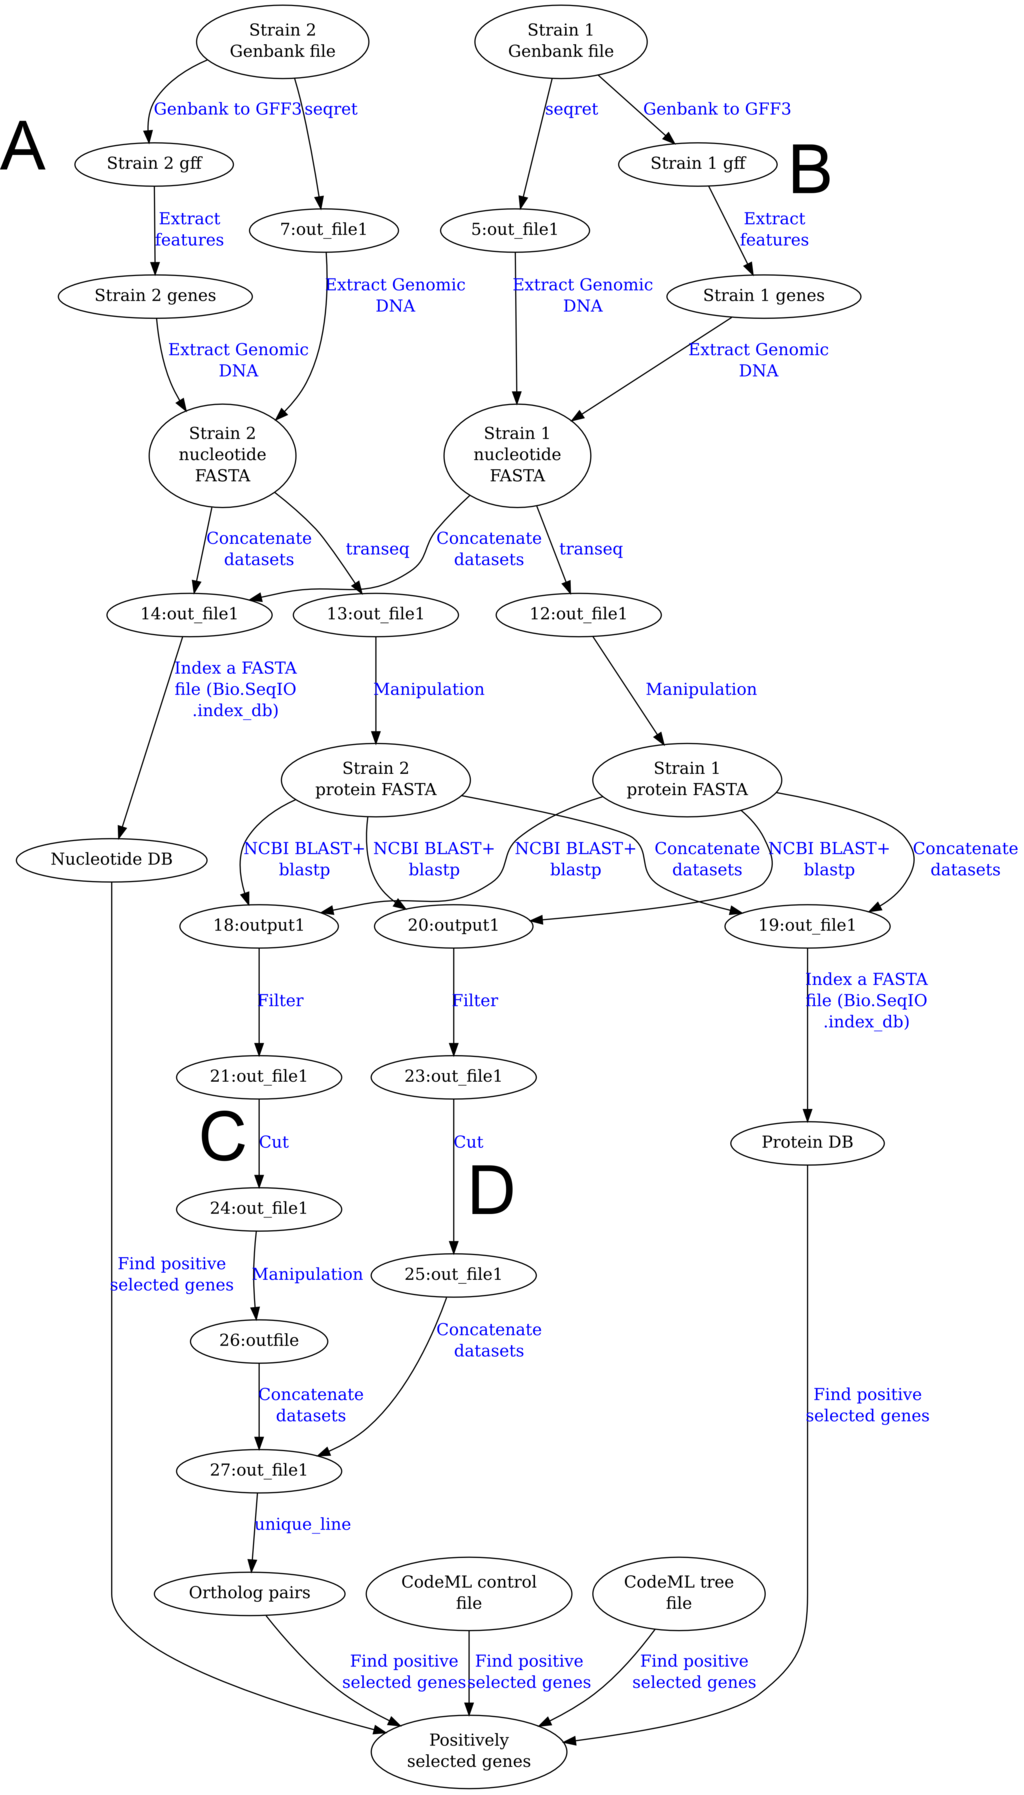 Strain 2
Genbank file
Strain 1
Genbank file
Genbank to GFF3
seqret
seqret
Genbank to GFF3
A
Strain 2 gff
Strain 1 gff
B
Extract
features
7:out_file1
5:out_file1
Extract
features
Strain 2 genes
Extract Genomic
DNA
Extract Genomic
DNA
Strain 1 genes
Extract Genomic
DNA
Extract Genomic
DNA
Strain 2
nucleotide
FASTA
Strain 1
nucleotide
FASTA
Concatenate
datasets
transeq
Concatenate
datasets
transeq
14:out_file1
13:out_file1
12:out_file1
Index a FASTA
file (Bio.SeqIO
.index_db)
Manipulation
Manipulation
Strain 2
protein FASTA
Strain 1
protein FASTA
Nucleotide DB
NCBI BLAST+
blastp
NCBI BLAST+
blastp
NCBI BLAST+
blastp
Concatenate
datasets
NCBI BLAST+
blastp
Concatenate
datasets
18:output1
20:output1
19:out_file1
Filter
Filter
Index a FASTA
file (Bio.SeqIO
.index_db)
21:out_file1
23:out_file1
C
Cut
Cut
Protein DB
D
24:out_file1
Find positive
selected genes
Manipulation
25:out_file1
26:outfile
Concatenate
datasets
Concatenate
datasets
Find positive
selected genes
27:out_file1
unique_line
Ortholog pairs
CodeML control
file
CodeML tree
file
Find positive
selected genes
Find positive
selected genes
Find positive
selected genes
Positively
selected genes